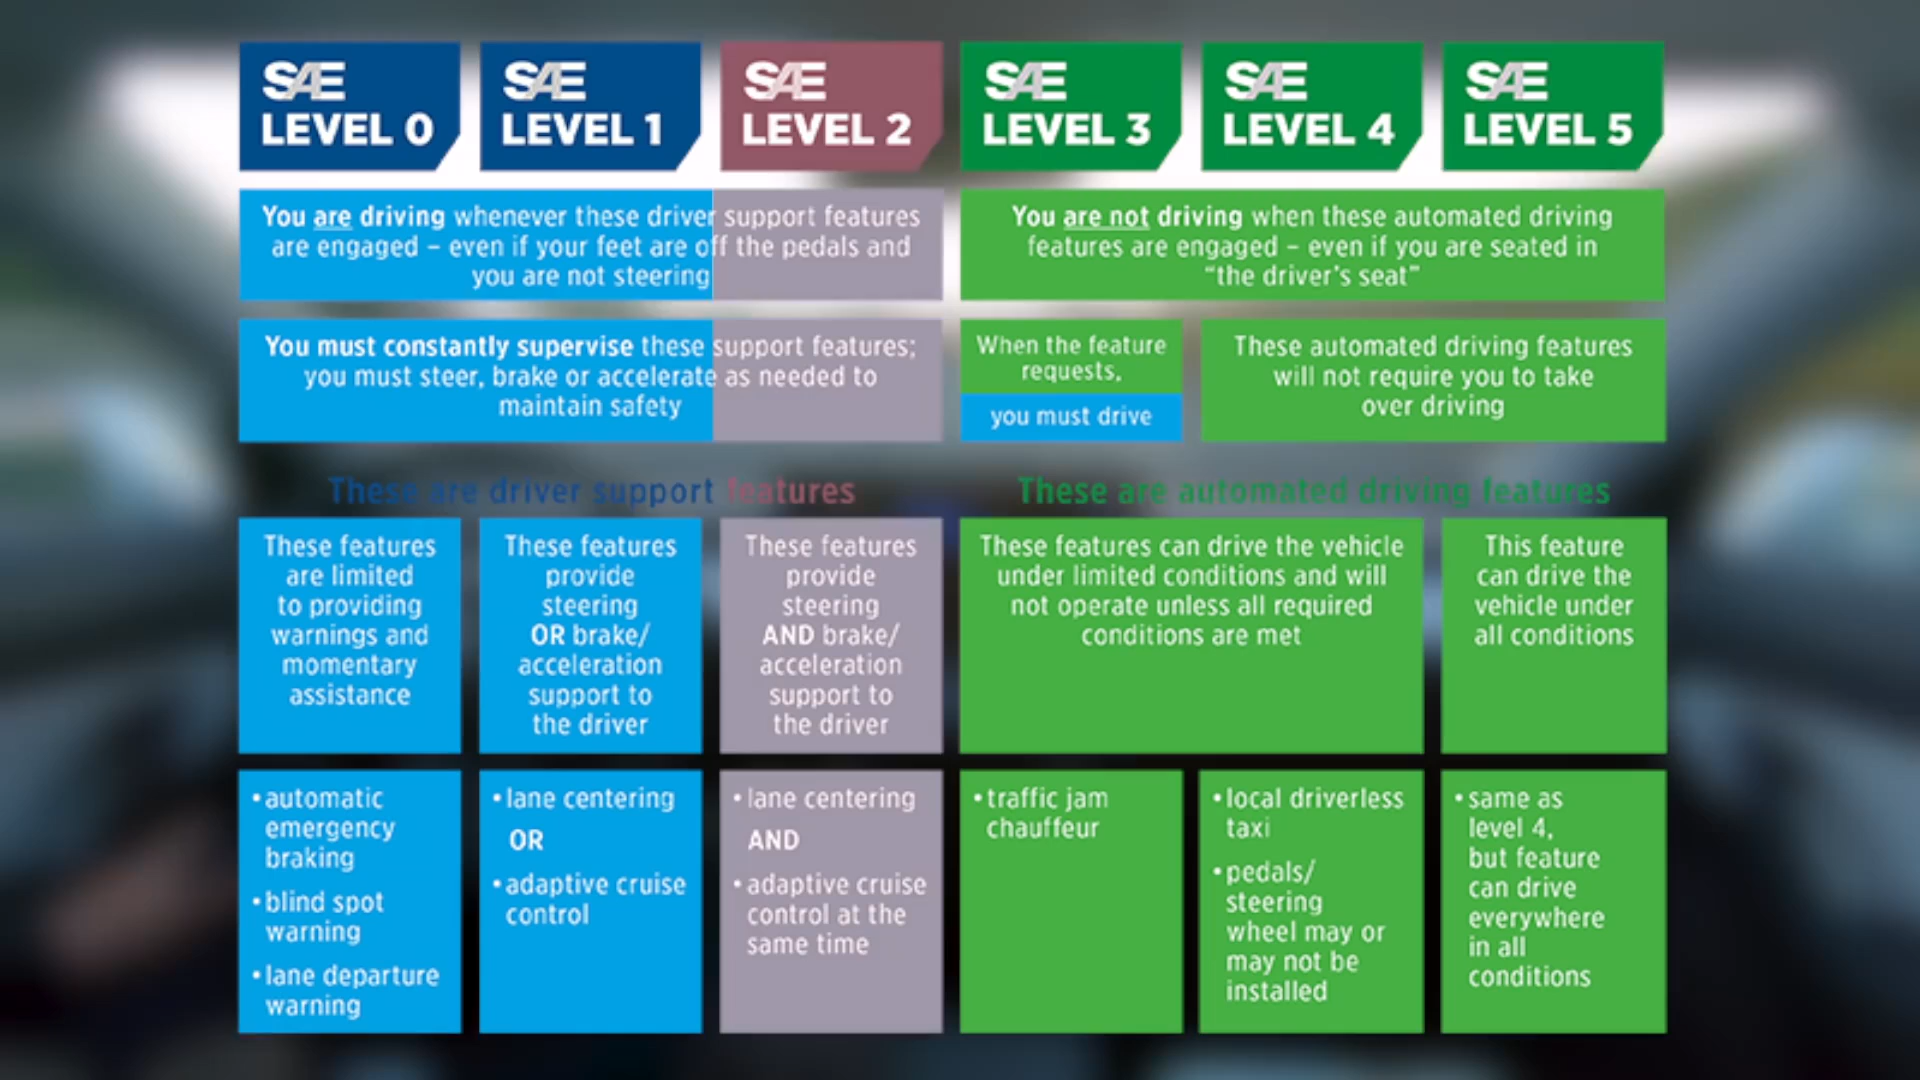 SAE
LEVEL 0
SAE
LEVEL 1
SAE
LEVEL 2
SAE
LEVEL 3
SAE
LEVEL 4
SAE
LEVEL 5
You are driving whenever these driver support features
are engaged – even if your feet are off the pedals and
you are not steering
You are not driving when these automated driving
features are engaged – even if you are seated in
“the driver’s seat”
You must constantly supervise these support features;
you must steer, brake or accelerate as needed to
maintain safety
When the feature
requests,
you must drive
These automated driving features
will not require you to take
over driving
These are driver support features
These are automated driving features
These features
are limited
to providing
warnings and
momentary
assistance
These features
provide
steering
OR brake/
acceleration
support to
the driver
These features
provide
steering
AND brake/
acceleration
support to
the driver
These features can drive the vehicle
under limited conditions and will
not operate unless all required
conditions are met
This feature
can drive the
vehicle under
all conditions
• automatic
emergency
braking
• blind spot
warning
• lane departure
warning
• lane centering
OR
• adaptive cruise
control
• lane centering
AND
• adaptive cruise
control at the
same time
• traffic jam
chauffeur
• local driverless
taxi
• pedals/
steering
wheel may or
may not be
installed
• same as
level 4,
but feature
can drive
everywhere
in all
conditions